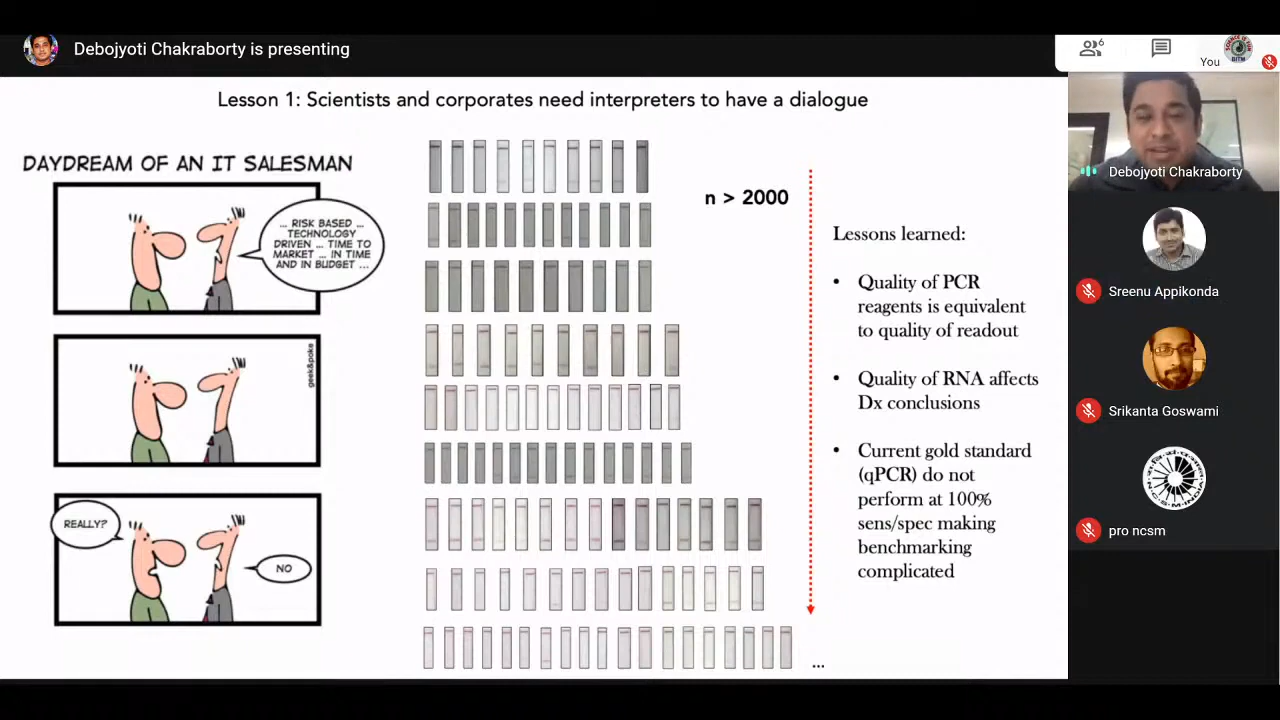 Debojyoti Chakraborty is presenting
6
You
Lesson 1: Scientists and corporates need interpreters to have a dialogue
DAYDREAM OF AN IT SALESMAN
... RISK BASED ...
TECHNOLOGY
DRIVEN ... TIME TO
MARKET ... IN TIME
AND IN BUDGET ...
geek&poke
REALLY?
NO
n > 2000
...
Lessons learned:
• Quality of PCR
reagents is equivalent
to quality of readout
• Quality of RNA affects
Dx conclusions
• Current gold standard
(qPCR) do not
perform at 100%
sens/spec making
benchmarking
complicated
Debojyoti Chakraborty
Sreenu Appikonda
Srikanta Goswami
pro ncsm